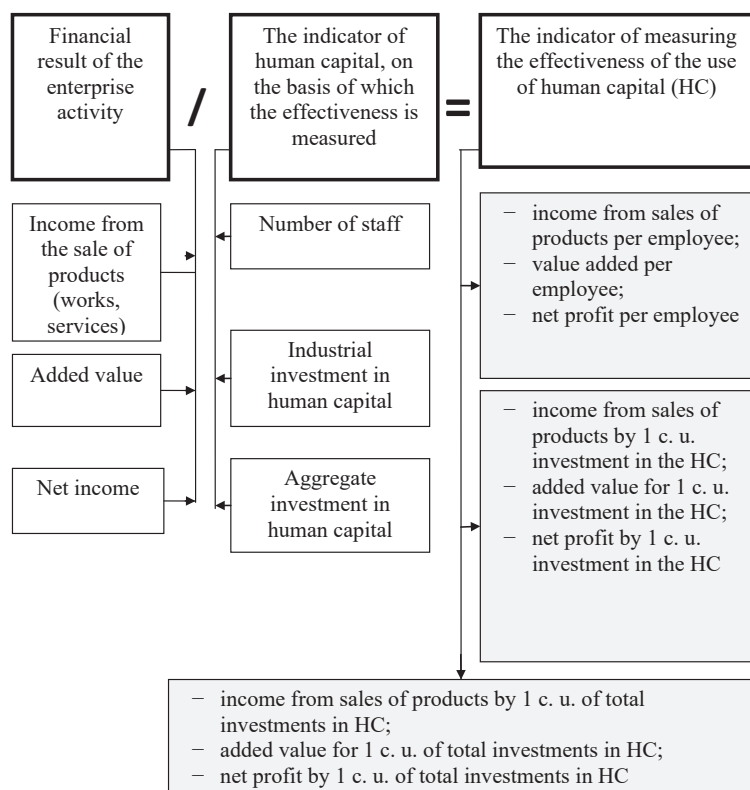 Financial
result of the
enterprise
activity
/
The indicator of
human capital, on
the basis of which
the effectiveness is
measured
=
The indicator of measuring
the effectiveness of the use
of human capital (HC)
Income from
the sale of
products
(works,
services)
Added value
Net income
Number of staff
Industrial
investment in
human capital
Aggregate
investment in
human capital
− income from sales of
products per employee;
− value added per
employee;
− net profit per employee
− income from sales of
products by 1 c. u.
investment in the HC;
− added value for 1 c. u.
investment in the HC;
− net profit by 1 c. u.
investment in the HC
− income from sales of products by 1 c. u. of total
investments in HC;
− added value for 1 c. u. of total investments in HC;
− net profit by 1 c. u. of total investments in HC